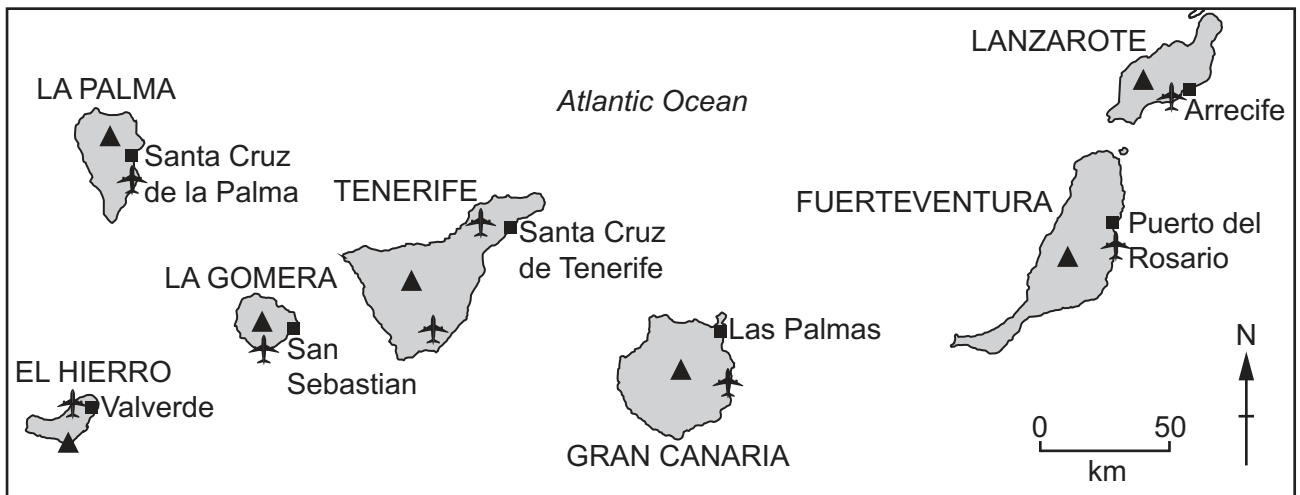 LANZAROTE
Arrecife
LA PALMA
Santa Cruz
de la Palma
Atlantic Ocean
TENERIFE
Santa Cruz
de Tenerife
FUERTEVENTURA
Puerto del
Rosario
LA GOMERA
San
Sebastian
EL HIERRO
Valverde
Las Palmas
GRAN CANARIA
N
0 50
km